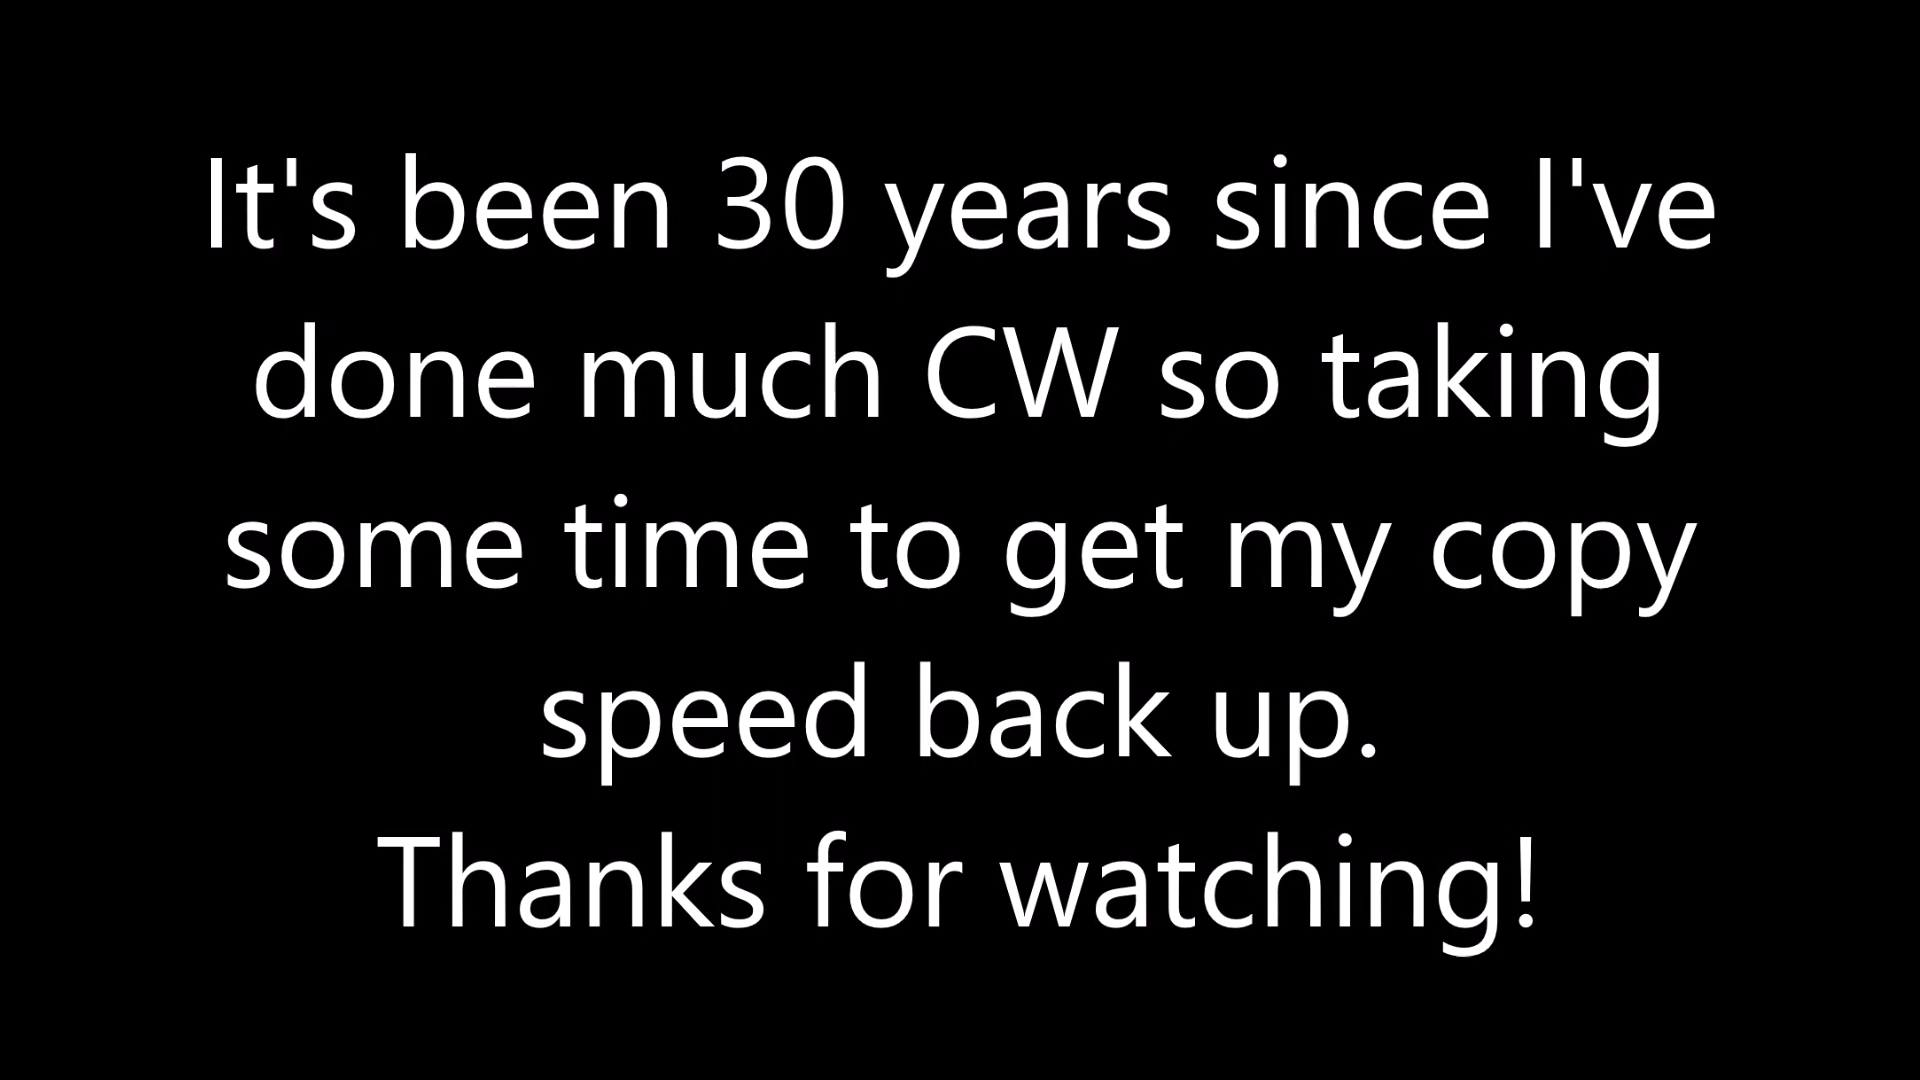 It's been 30 years since I've
done much CW so taking
some time to get my copy
speed back up.
Thanks for watching!